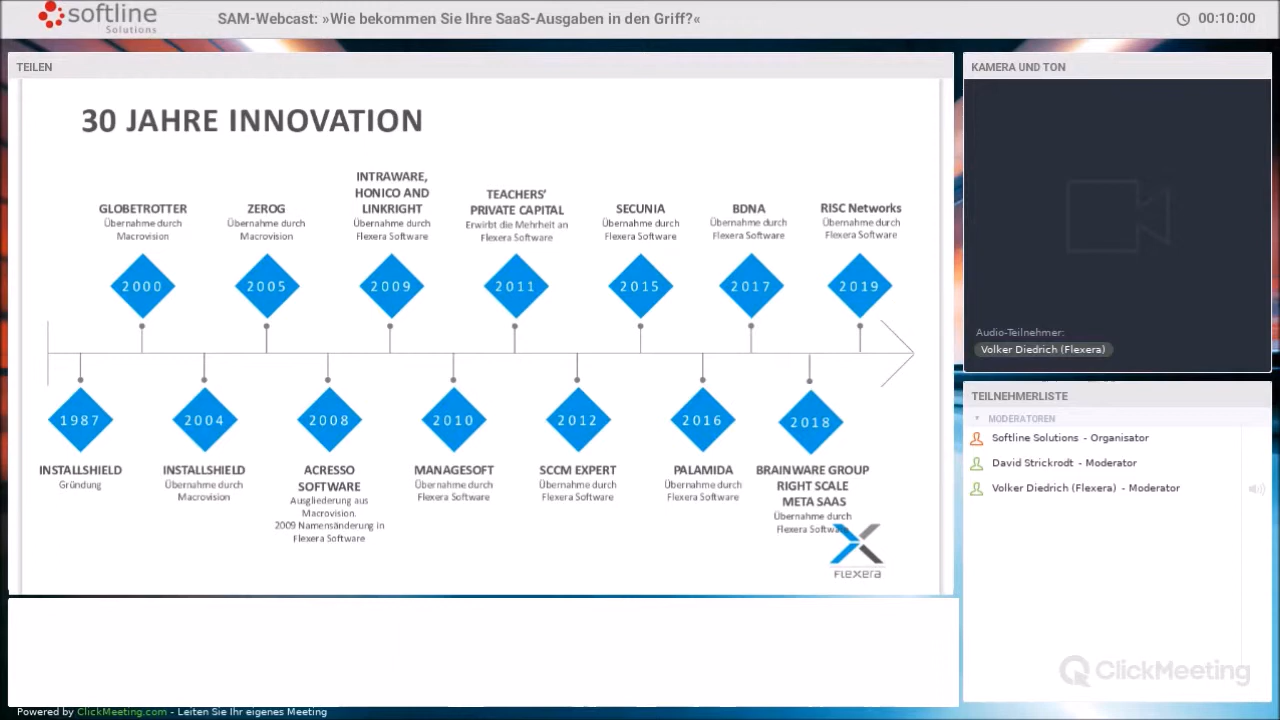 softline
Solutions
SAM-Webcast: »Wie bekommen Sie Ihre SaaS-Ausgaben in den Griff?«
00:10:00
TEILEN
30 JAHRE INNOVATION
GLOBETROTTER
Übernahme durch
Macrovision
ZEROG
Übernahme durch
Macrovision
INTRAWARE,
HONICO AND
LINKRIGHT
Übernahme durch
Flexera Software
TEACHERS'
PRIVATE CAPITAL
Erwirbt die Mehrheit an
Flexera Software
SECUNIA
Übernahme durch
Flexera Software
BDNA
Übernahme durch
Flexera Software
RISC Networks
Übernahme durch
Flexera Software
2000
2005
2009
2011
2015
2017
2019
1987
2004
2008
2010
2012
2016
2018
INSTALLSHIELD
Gründung
INSTALLSHIELD
Übernahme durch
Macrovision
ACRESSO
SOFTWARE
Ausgliederung aus
Macrovision.
2009 Namensänderung in
Flexera Software
MANAGESOFT
Übernahme durch
Flexera Software
SCCM EXPERT
Übernahme durch
Flexera Software
PALAMIDA
Übernahme durch
Flexera Software
BRAINWARE GROUP
RIGHT SCALE
META SAAS
Übernahme durch
Flexera Software
FLEXERA
KAMERA UND TON
Audio-Teilnehmer:
Volker Diedrich (Flexera)
TEILNEHMERLISTE
MODERATOREN
Softline Solutions - Organisator
David Strickrodt - Moderator
Volker Diedrich (Flexera) - Moderator
ClickMeeting
Powered by ClickMeeting.com - Leiten Sie Ihr eigenes Meeting